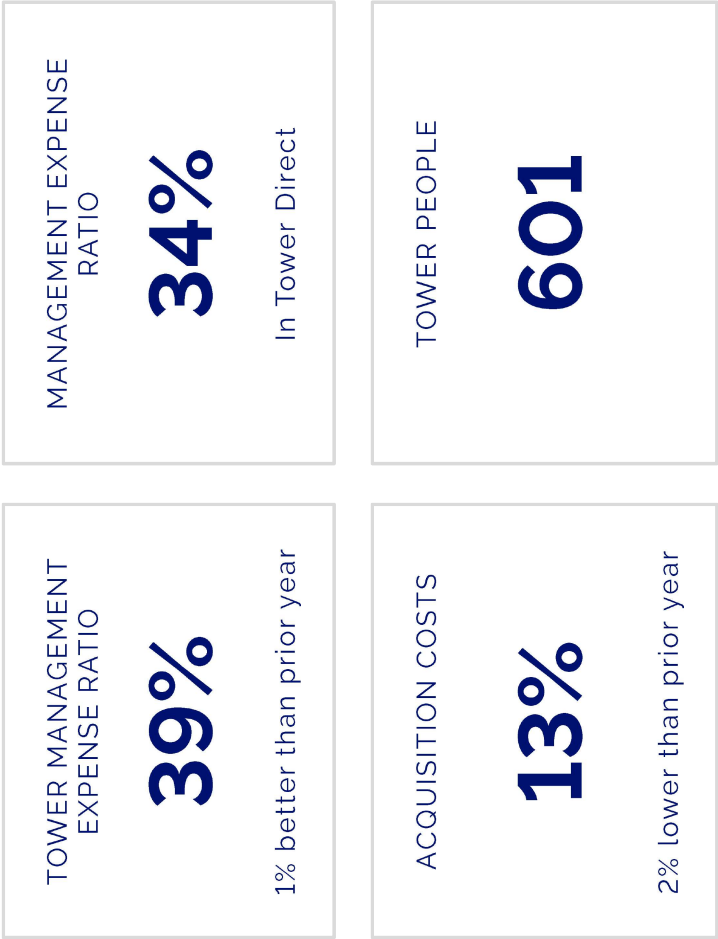 TOWER MANAGEMENT
EXPENSE RATIO
39%
1% better than prior year
MANAGEMENT EXPENSE
RATIO
34%
In Tower Direct
ACQUISITION COSTS
13%
2% lower than prior year
TOWER PEOPLE
601